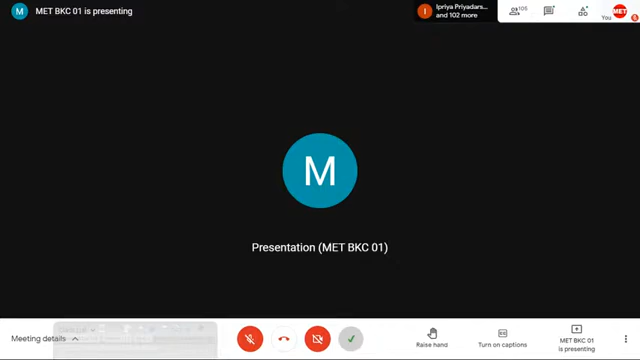 M MET BKC 01 is presenting
I Ipriya Priyadars...
and 102 more
105
You
MET
M
Presentation (MET BKC 01)
Meeting details
Raise hand
Turn on captions
MET BKC 01
is presenting